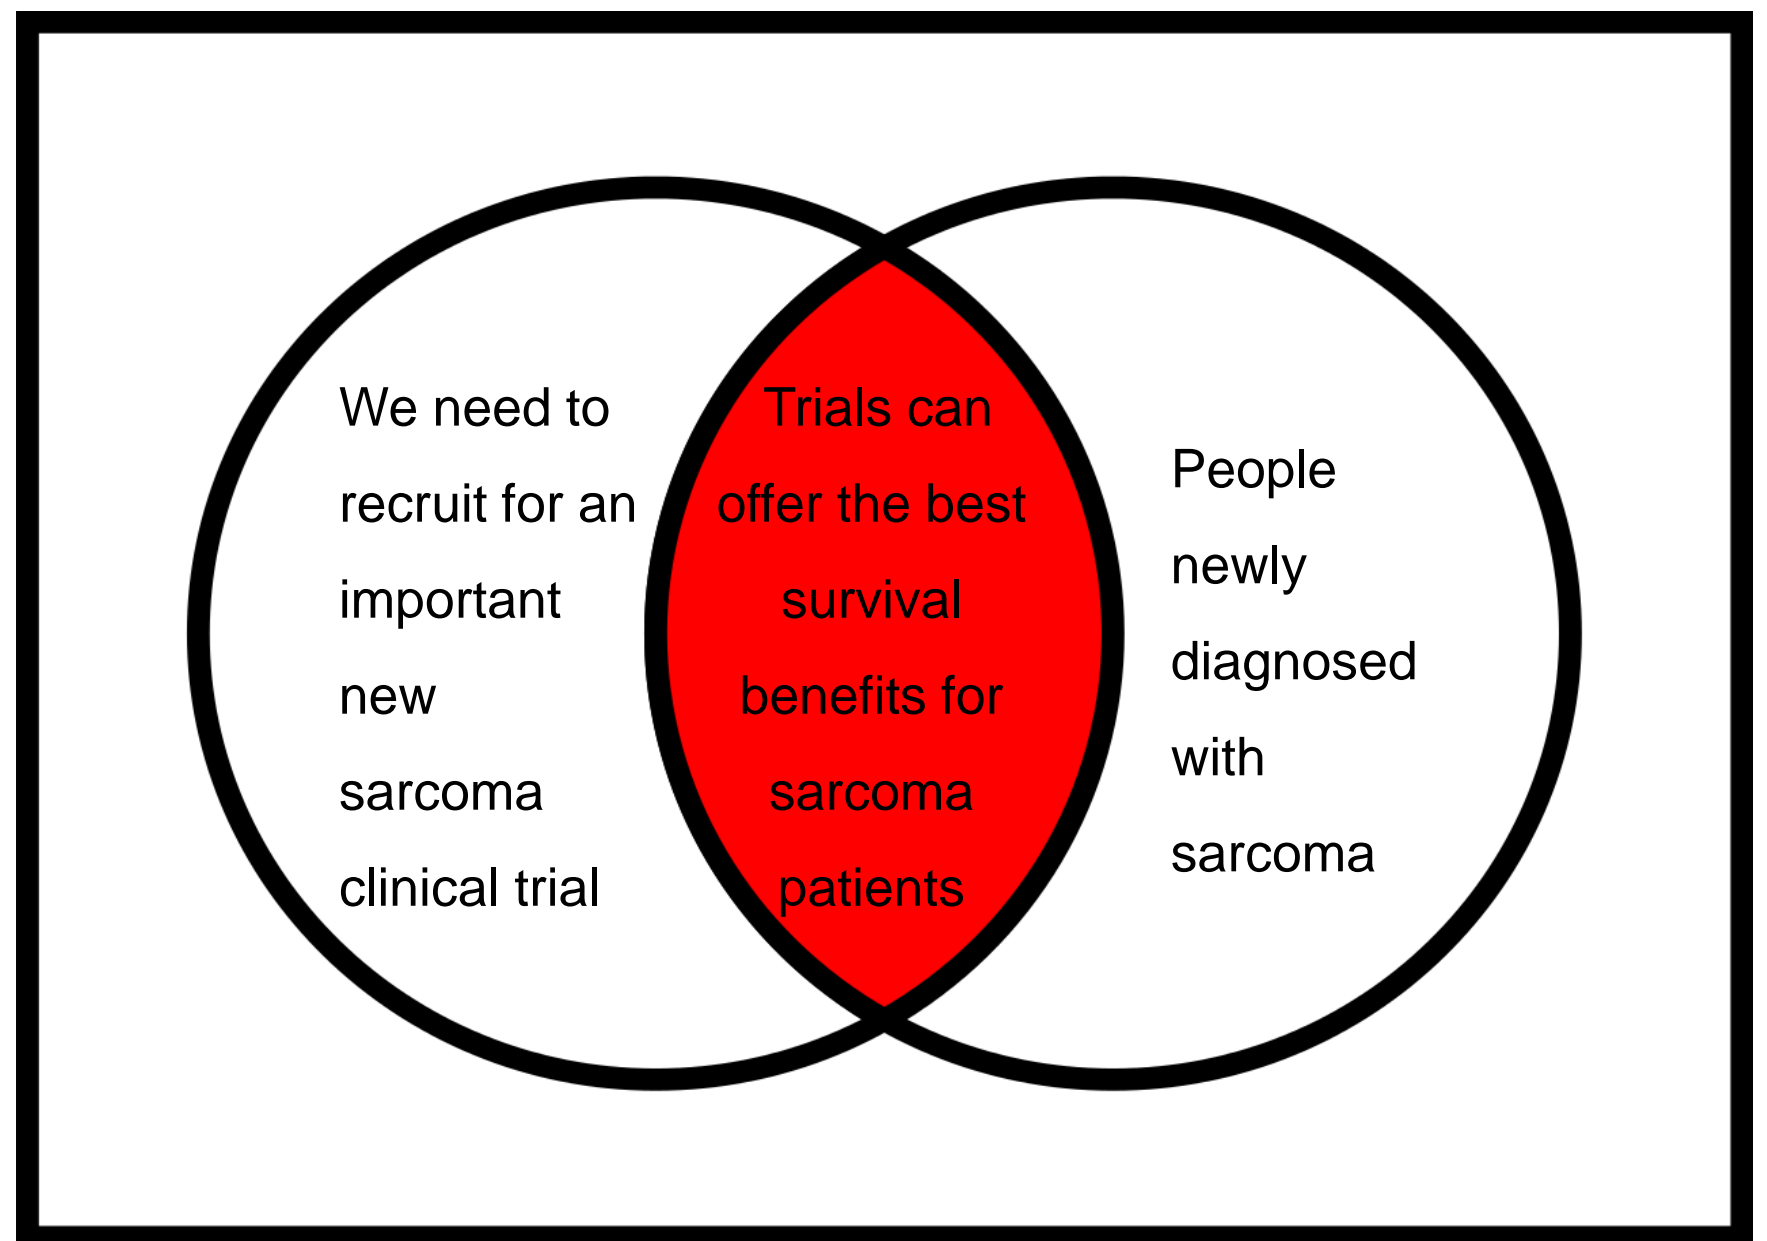 We need to
recruit for an
important
new
sarcoma
clinical trial
Trials can
offer the best
survival
benefits for
sarcoma
patients
People
newly
diagnosed
with
sarcoma